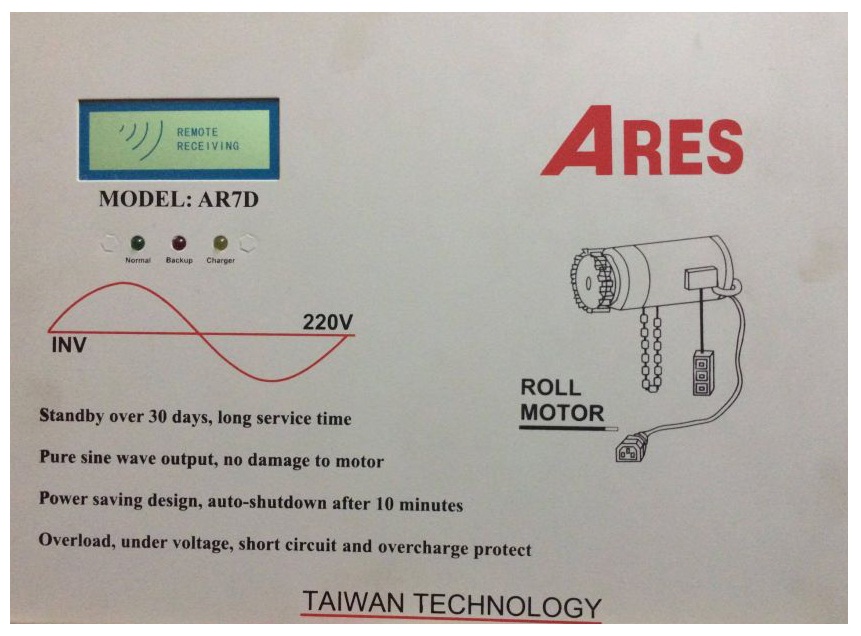 REMOTE
RECEIVING
ARES
MODEL: AR7D
Normal Backup Charger
220V
INV
ROLL
MOTOR
Standby over 30 days, long service time
Pure sine wave output, no damage to motor
Power saving design, auto-shutdown after 10 minutes
Overload, under voltage, short circuit and overcharge protect
TAIWAN TECHNOLOGY